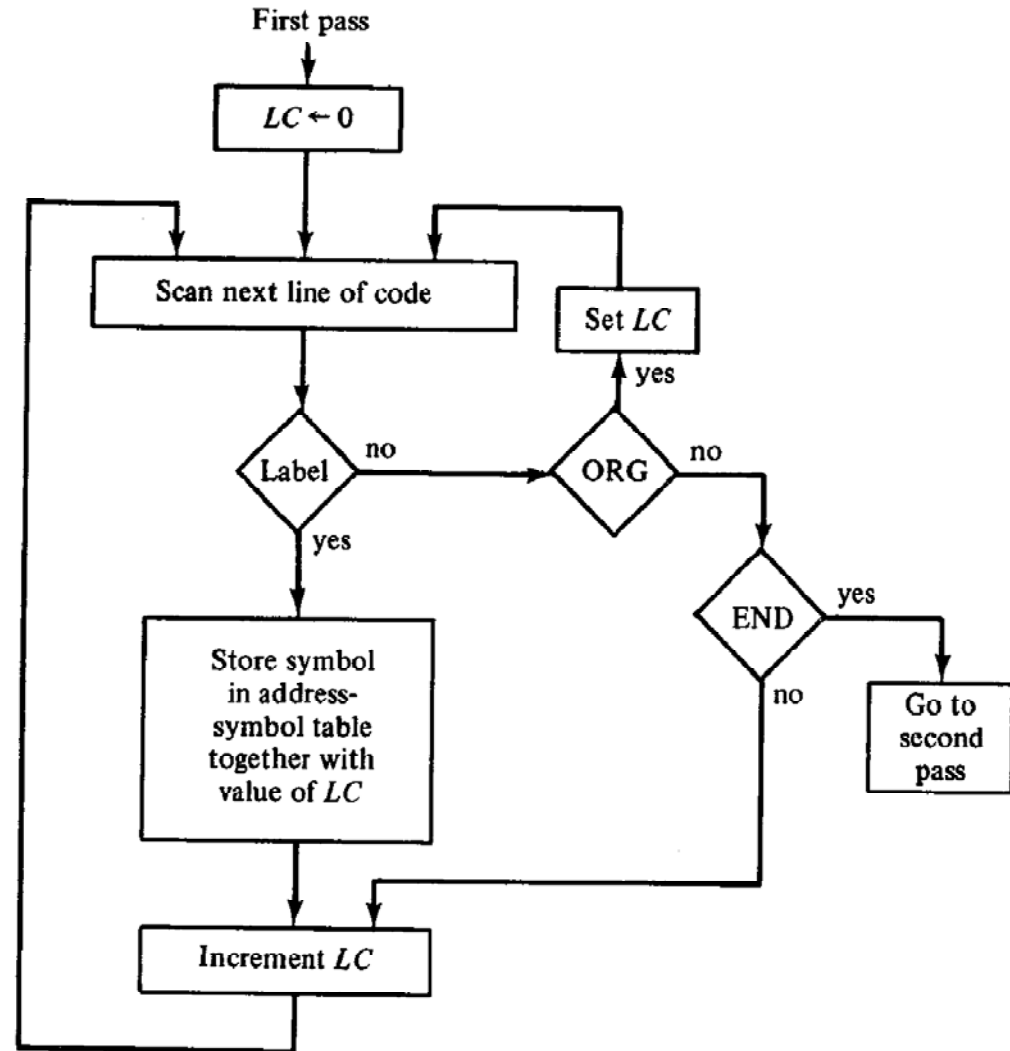 First pass
LC ← 0
Scan next line of code
Set LC
yes
Label
no
ORG
no
yes
END
yes
no
Store symbol
in address-
symbol table
together with
value of LC
Go to
second
pass
Increment LC